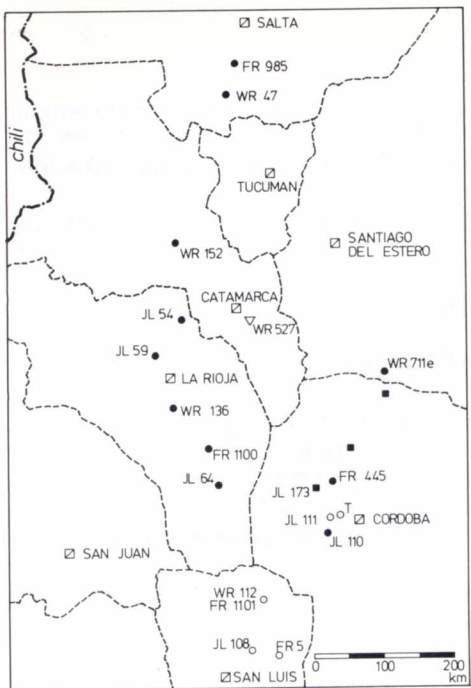 SALTA
FR 985
WR 47
chili
TUCUMAN
SANTIAGO
DEL ESTERO
WR 152
CATAMARCA
JL 54
WR 527
JL 59
WR 711e
LA RIOJA
WR 136
FR 1100
FR 445
JL 64
JL 173
T
JL 111
CORDOBA
JL 110
SAN JUAN
WR 112
FR 1101
JL 108
FR 5
SAN LUIS
0 100 200
km